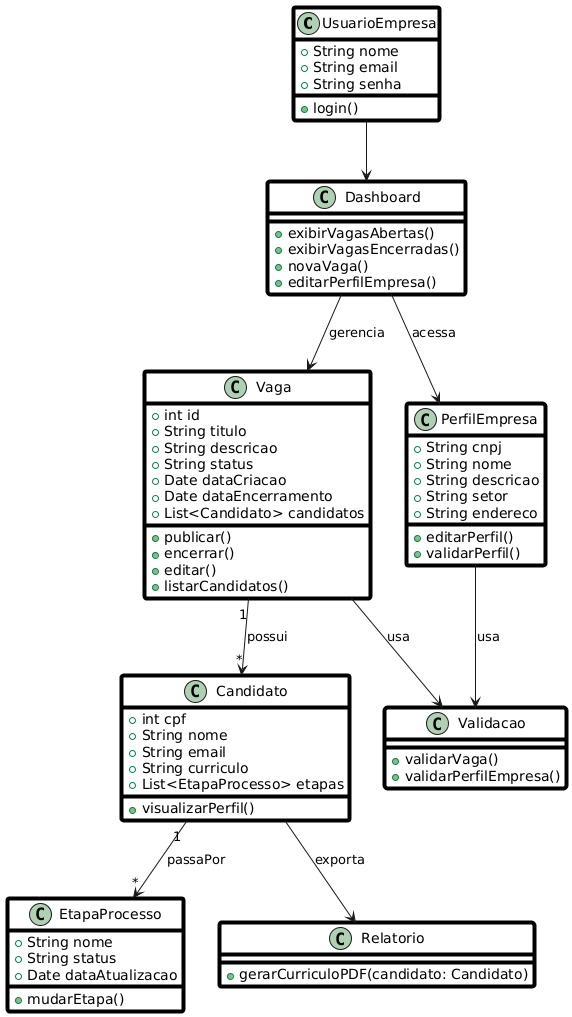 C UsuarioEmpresa
String nome
String email
String senha
login()
C Dashboard
exibirVagasAbertas()
exibirVagasEncerradas()
novaVaga()
editarPerfilEmpresa()
gerencia
acessa
C Vaga
int id
String titulo
String descricao
String status
Date dataCriacao
Date dataEncerramento
List<Candidato> candidatos
publicar()
encerrar()
editar()
listarCandidatos()
C PerfilEmpresa
String cnpj
String nome
String descricao
String setor
String endereco
editarPerfil()
validarPerfil()
1
possui
*
usa
usa
C Candidato
int cpf
String nome
String email
String curriculo
List<EtapaProcesso> etapas
visualizarPerfil()
C Validacao
validarVaga()
validarPerfilEmpresa()
1
passaPor
*
exporta
C EtapaProcesso
String nome
String status
Date dataAtualizacao
mudarEtapa()
C Relatorio
gerarCurriculoPDF(candidato: Candidato)